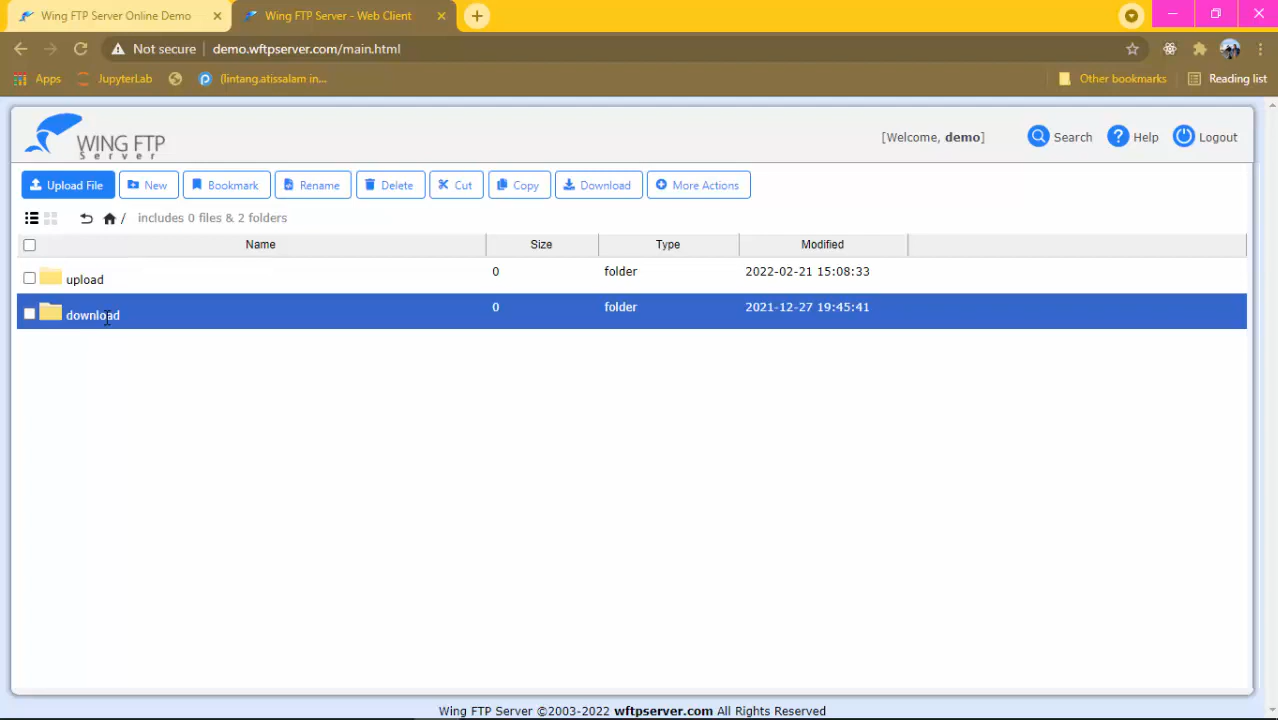 Wing FTP Server Online Demo
Wing FTP Server - Web Client
Not secure demo.wftpserver.com/main.html
Apps JupyterLab (lintang.atissalam in... Other bookmarks Reading list
WING FTP
Server
[Welcome, demo] Search Help Logout
Upload File New Bookmark Rename Delete Cut Copy Download More Actions
/ includes 0 files & 2 folders
Name Size Type Modified
upload 0 folder 2022-02-21 15:08:33
download 0 folder 2021-12-27 19:45:41
Wing FTP Server ©2003-2022 wftpserver.com All Rights Reserved